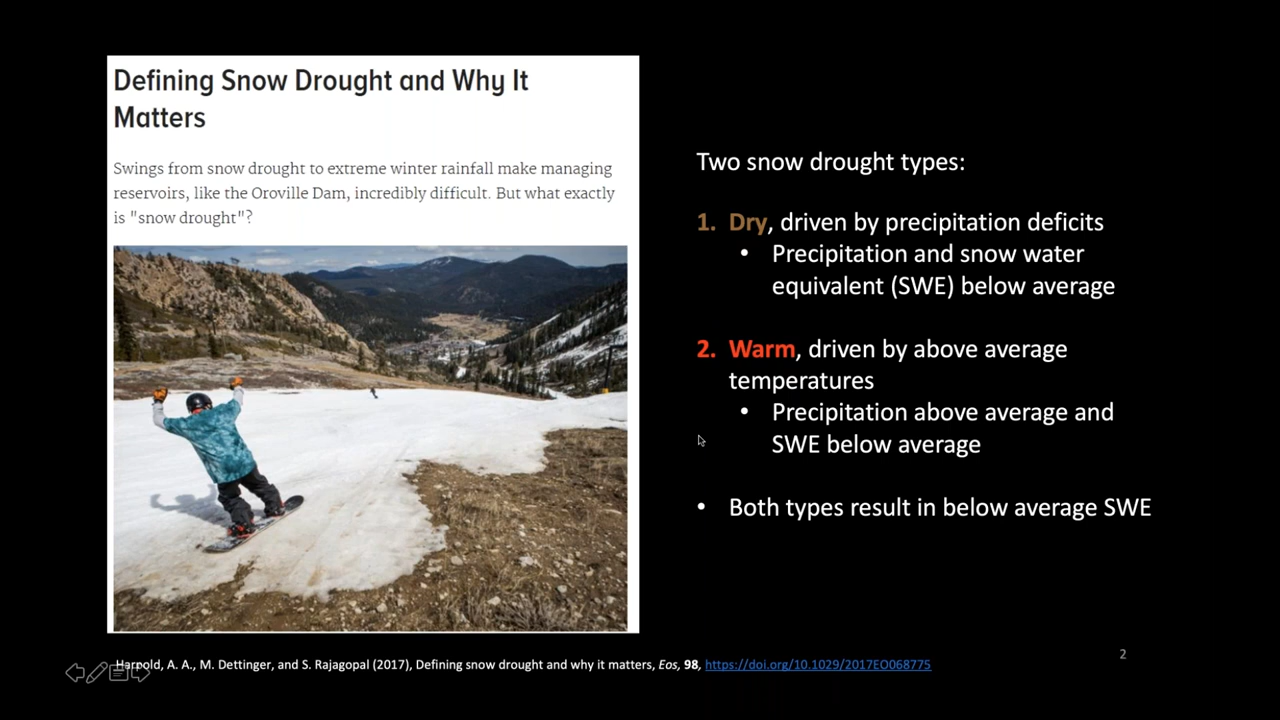 Defining Snow Drought and Why It
Matters
Swings from snow drought to extreme winter rainfall make managing
reservoirs, like the Oroville Dam, incredibly difficult. But what exactly
is "snow drought"?
Two snow drought types:
1. Dry, driven by precipitation deficits
• Precipitation and snow water
equivalent (SWE) below average
2. Warm, driven by above average
temperatures
• Precipitation above average and
SWE below average
• Both types result in below average SWE
Harpold, A. A., M. Dettinger, and S. Rajagopal (2017), Defining snow drought and why it matters, Eos, 98, https://doi.org/10.1029/2017EO068775
2